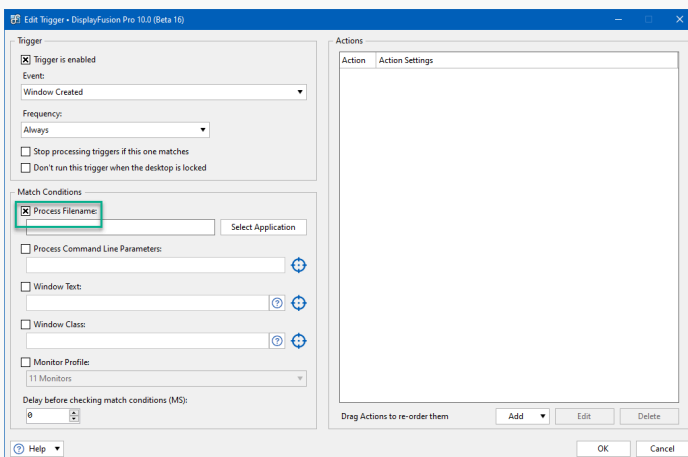 Edit Trigger • DisplayFusion Pro 10.0 (Beta 16)
Trigger
Trigger is enabled
Event:
Window Created
Frequency:
Always
Stop processing triggers if this one matches
Don't run this trigger when the desktop is locked
Match Conditions
Process Filename:
Select Application
Process Command Line Parameters:
Window Text:
Window Class:
Monitor Profile:
11 Monitors
Delay before checking match conditions (MS):
0
Help
Actions
Action Action Settings
Drag Actions to re-order them Add Edit Delete
OK Cancel